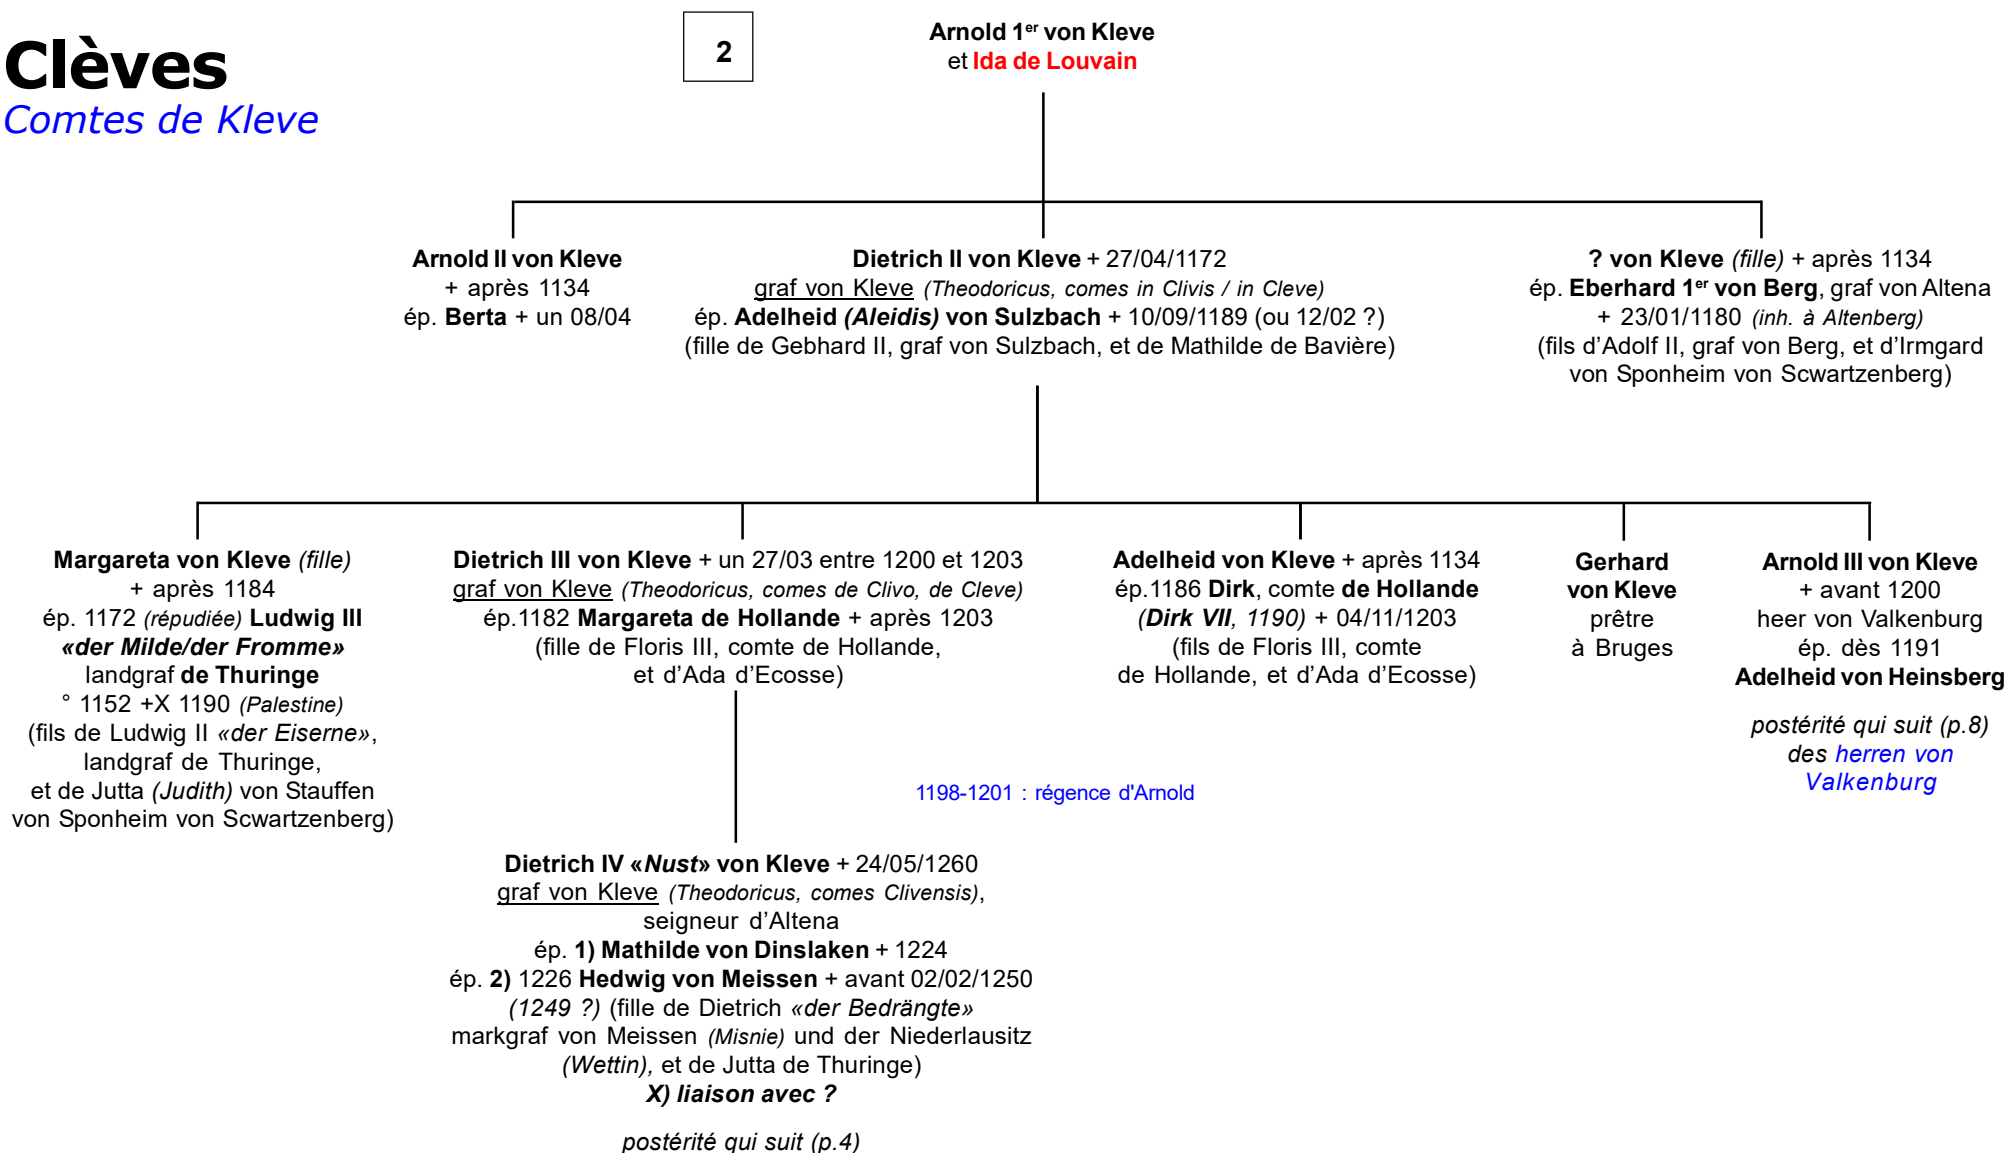 Clèves
Comtes de Kleve
2
Arnold 1er von Kleve
et Ida de Louvain
Arnold II von Kleve
+ après 1134
ép. Berta + un 08/04
Dietrich II von Kleve + 27/04/1172
graf von Kleve (Theodoricus, comes in Clivis / in Cleve)
ép. Adelheid (Aleidis) von Sulzbach + 10/09/1189 (ou 12/02 ?)
(fille de Gebhard II, graf von Sulzbach, et de Mathilde de Bavière)
? von Kleve (fille) + après 1134
ép. Eberhard 1er von Berg, graf von Altena
+ 23/01/1180 (inh. à Altenberg)
(fils d’Adolf II, graf von Berg, et d’Irmgard
von Sponheim von Scwartzenberg)
Margareta von Kleve (fille)
+ après 1184
ép. 1172 (répudiée) Ludwig III
«der Milde/der Fromme»
landgraf de Thuringe
° 1152 +X 1190 (Palestine)
(fils de Ludwig II «der Eiserne»,
landgraf de Thuringe,
et de Jutta (Judith) von Stauffen
von Sponheim von Scwartzenberg)
Dietrich III von Kleve + un 27/03 entre 1200 et 1203
graf von Kleve (Theodoricus, comes de Clivo, de Cleve)
ép.1182 Margareta de Hollande + après 1203
(fille de Floris III, comte de Hollande,
et d’Ada d’Ecosse)
Adelheid von Kleve + après 1134
ép.1186 Dirk, comte de Hollande
(Dirk VII, 1190) + 04/11/1203
(fils de Floris III, comte
de Hollande, et d’Ada d’Ecosse)
Gerhard
von Kleve
prêtre
à Bruges
Arnold III von Kleve
+ avant 1200
heer von Valkenburg
ép. dès 1191
Adelheid von Heinsberg
postérité qui suit (p.8)
des herren von
Valkenburg
1198-1201 : régence d'Arnold
Dietrich IV «Nust» von Kleve + 24/05/1260
graf von Kleve (Theodoricus, comes Clivensis),
seigneur d’Altena
ép. 1) Mathilde von Dinslaken + 1224
ép. 2) 1226 Hedwig von Meissen + avant 02/02/1250
(1249 ?) (fille de Dietrich «der Bedrängte»
markgraf von Meissen (Misnie) und der Niederlausitz
(Wettin), et de Jutta de Thuringe)
X) liaison avec ?
postérité qui suit (p.4)